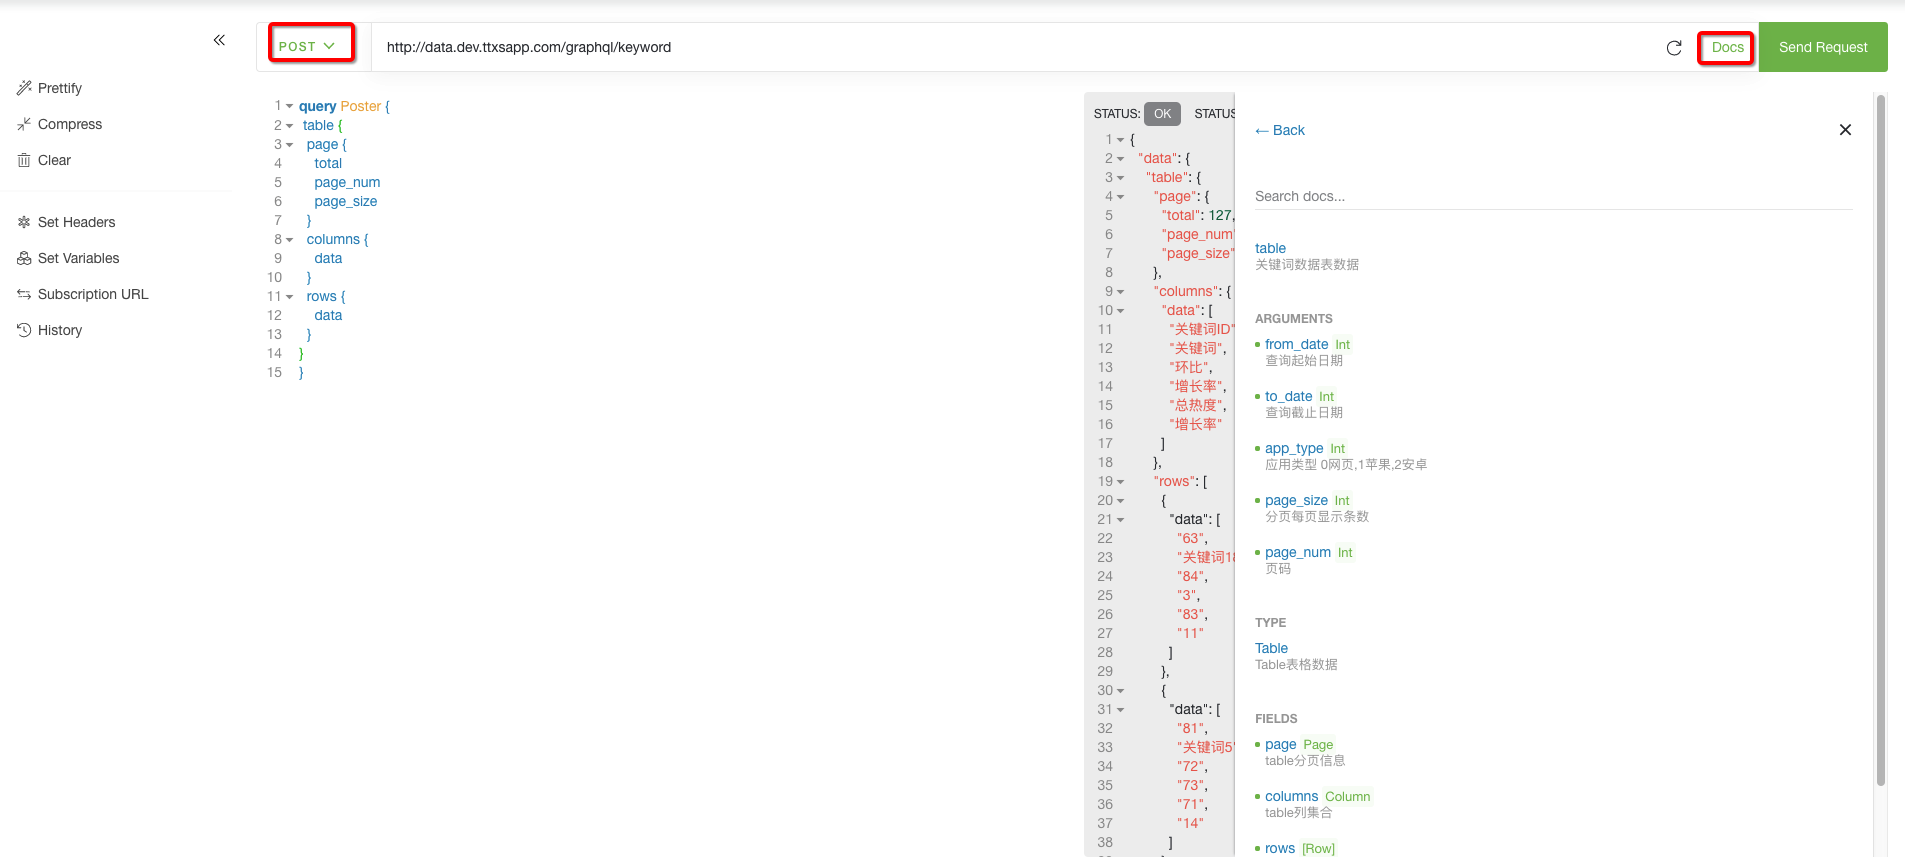 POST
http://data.dev.ttxsapp.com/graphql/keyword
Docs
Send Request
Prettify
Compress
Clear
Set Headers
Set Variables
Subscription URL
History
1 query Poster {
2 table {
3 page {
4 total
5 page_num
6 page_size
7 }
8 columns {
9 data
10 }
11 rows {
12 data
13 }
14 }
15 }
STATUS: OK STATUS
1 {
2 "data": {
3 "table": {
4 "page": {
5 "total": 127,
6 "page_num"
7 "page_size"
8 },
9 "columns": {
10 "data": [
11 "关键词ID"
12 "关键词",
13 "环比",
14 "增长率",
15 "总热度",
16 "增长率"
17 ]
18 },
19 "rows": [
20 {
21 "data": [
22 "63",
23 "关键词18
24 "84",
25 "3",
26 "83",
27 "11"
28 ]
29 },
30 {
31 "data": [
32 "81",
33 "关键词5"
34 "72",
35 "73",
36 "71",
37 "14"
38 ]
← Back
Search docs...
table
关键词数据表数据
ARGUMENTS
from_date Int
查询起始日期
to_date Int
查询截止日期
app_type Int
应用类型 0网页,1苹果,2安卓
page_size Int
分页每页显示条数
page_num Int
页码
TYPE
Table
Table表格数据
FIELDS
page Page
table分页信息
columns Column
table列集合
rows [Row]